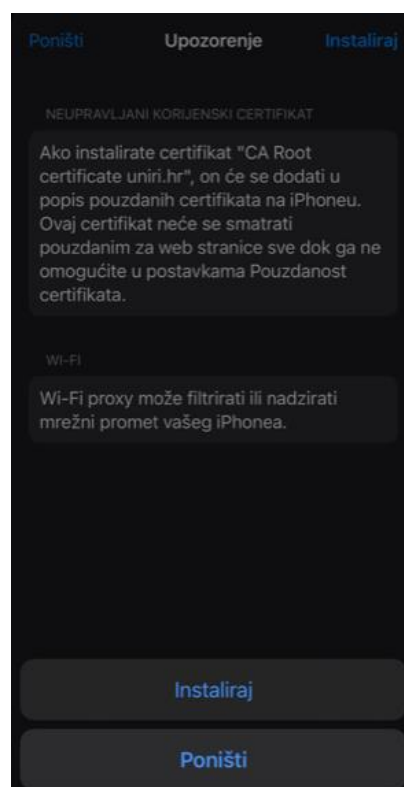 Poništi Upozorenje Instaliraj
NEUPRAVLJANI KORIJENSKI CERTIFIKAT
Ako instalirate certifikat "CA Root
certificate uniri.hr", on će se dodati u
popis pouzdanih certifikata na iPhoneu.
Ovaj certifikat neće se smatrati
pouzdanim za web stranice sve dok ga ne
omogućite u postavkama Pouzdanost
certifikata.
WI-FI
Wi-Fi proxy može filtrirati ili nadzirati
mrežni promet vašeg iPhonea.
Instaliraj
Poništi